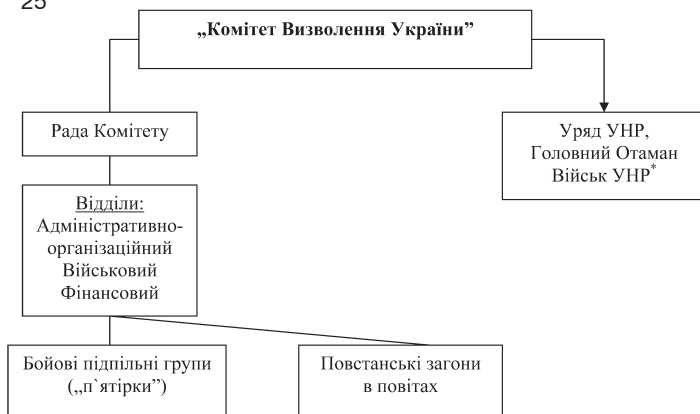 25
„Комітет Визволення України”
Рада Комітету
Уряд УНР,
Головний Отаман
Військ УНР*
Відділи:
Адміністративно-
організаційний
Військовий
Фінансовий
Бойові підпільні групи
(„п`ятірки”)
Повстанські загони
в повітах